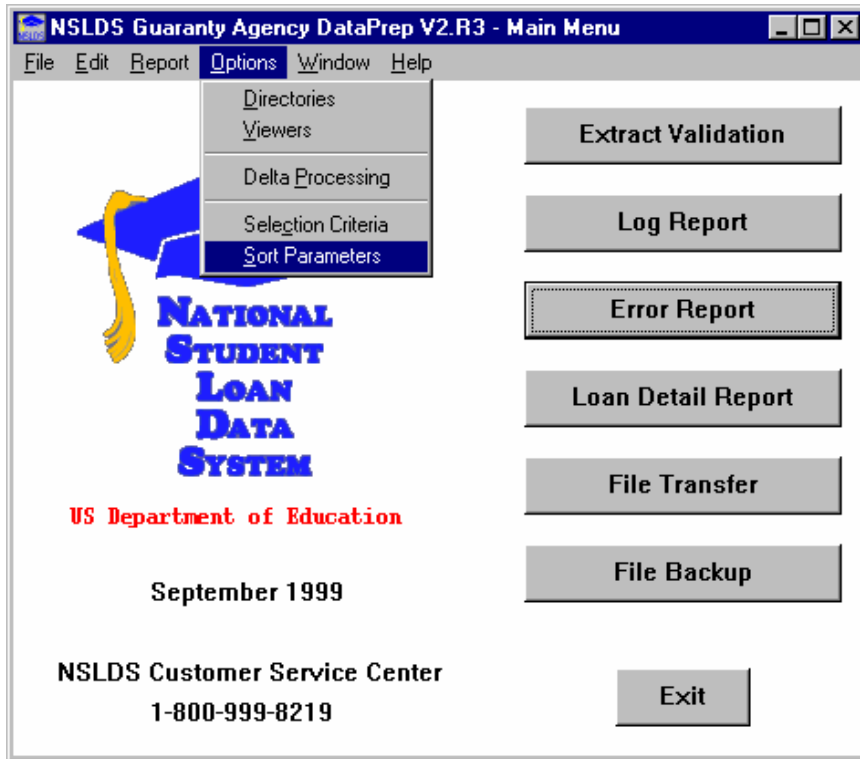 NSLDS Guaranty Agency DataPrep V2.R3 - Main Menu
File Edit Report Options Window Help
Directories
Viewers
Delta Processing
Selection Criteria
Sort Parameters
NATIONAL
STUDENT
LOAN
DATA
SYSTEM
US Department of Education
September 1999
NSLDS Customer Service Center
1-800-999-8219
Extract Validation
Log Report
Error Report
Loan Detail Report
File Transfer
File Backup
Exit